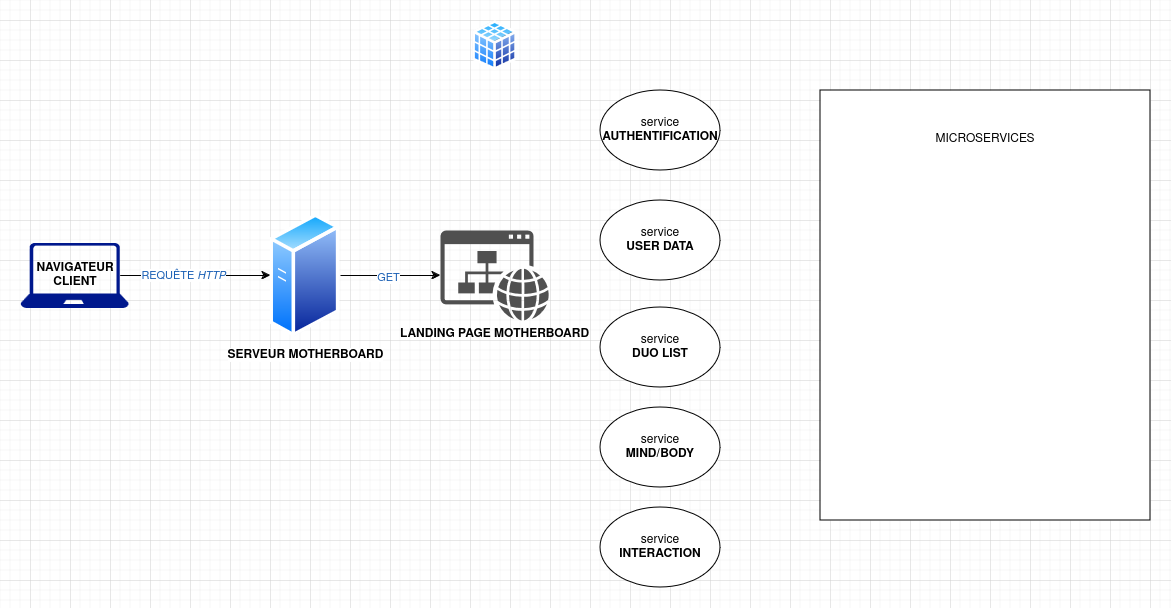 NAVIGATEUR
CLIENT
REQUÊTE HTTP
SERVEUR MOTHERBOARD
GET
LANDING PAGE MOTHERBOARD
service
AUTHENTIFICATION
service
USER DATA
service
DUO LIST
service
MIND/BODY
service
INTERACTION
MICROSERVICES